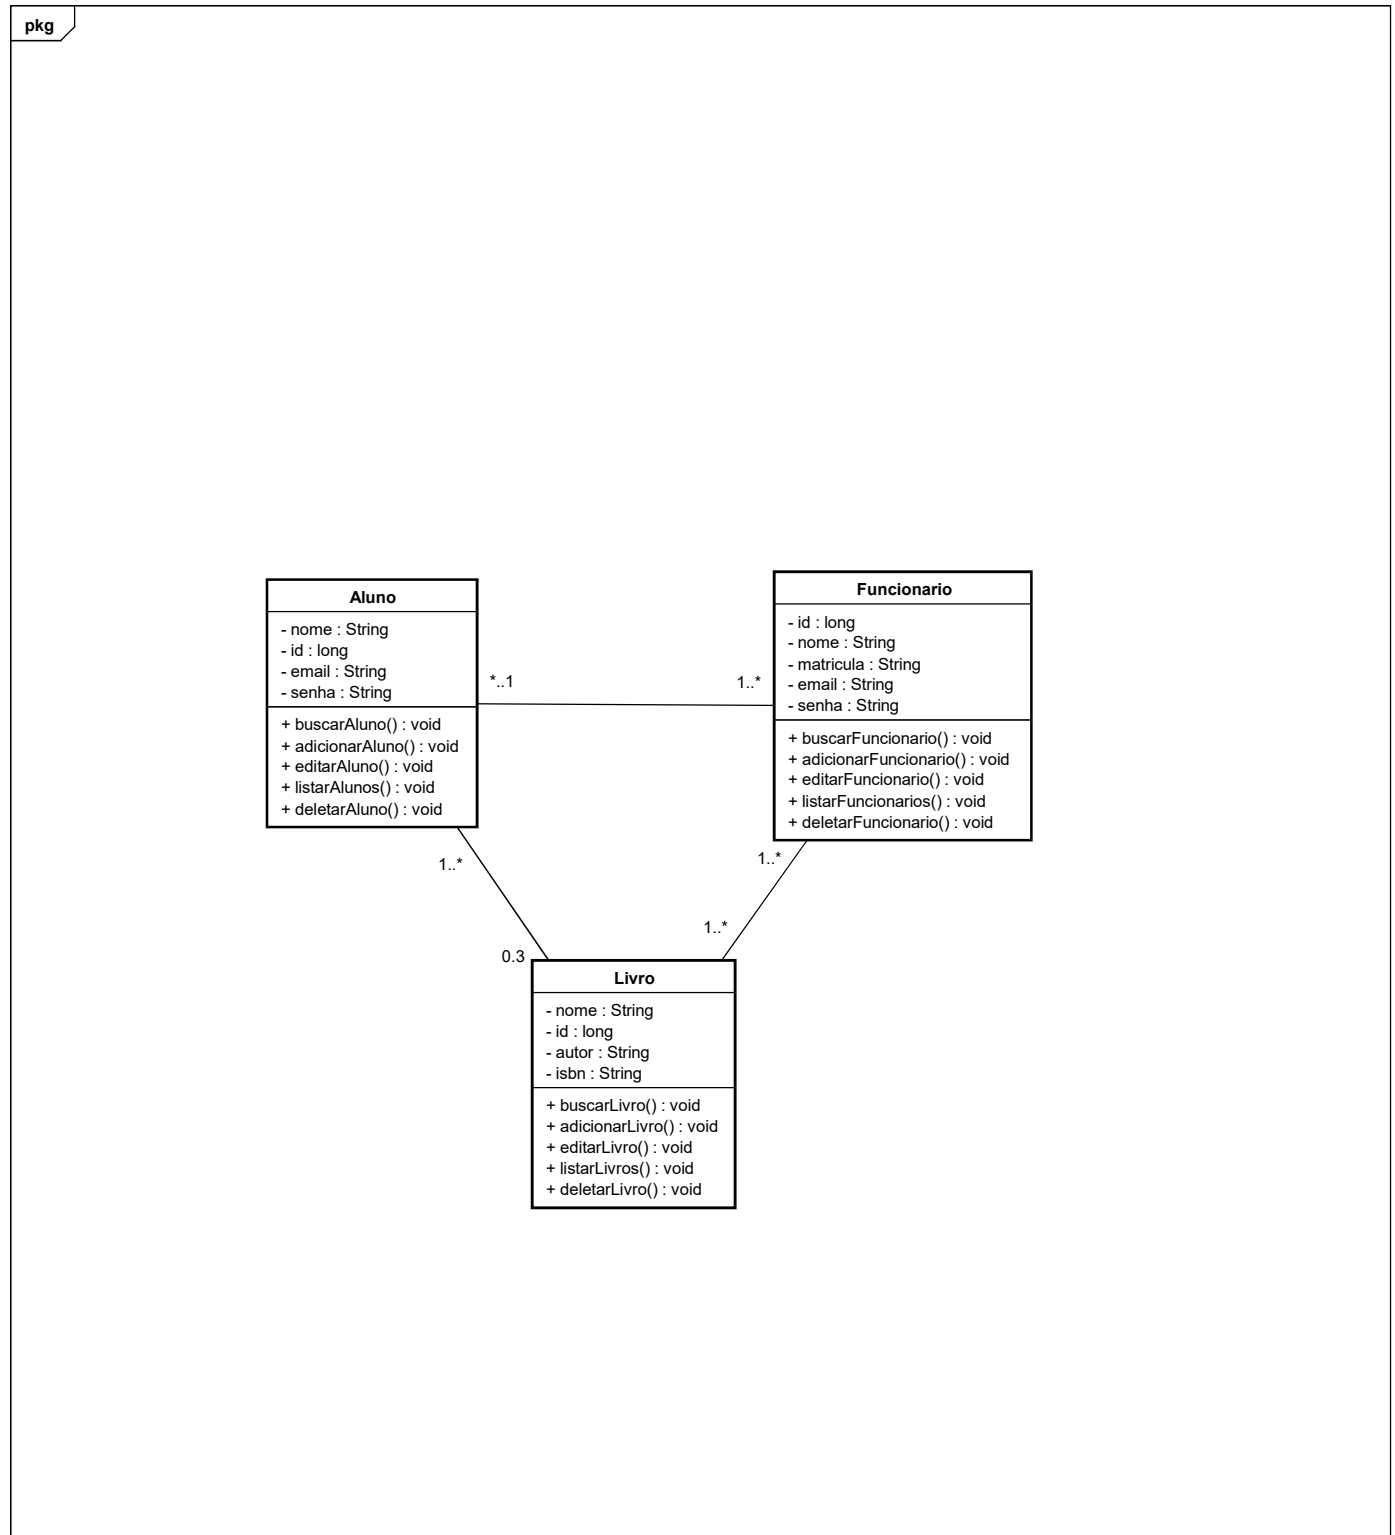 pkg
Aluno
- nome : String
- id : long
- email : String
- senha : String
+ buscarAluno() : void
+ adicionarAluno() : void
+ editarAluno() : void
+ listarAlunos() : void
+ deletarAluno() : void
*..1
1..*
Funcionario
- id : long
- nome : String
- matricula : String
- email : String
- senha : String
+ buscarFuncionario() : void
+ adicionarFuncionario() : void
+ editarFuncionario() : void
+ listarFuncionarios() : void
+ deletarFuncionario() : void
1..*
1..*
1..*
0.3
Livro
- nome : String
- id : long
- autor : String
- isbn : String
+ buscarLivro() : void
+ adicionarLivro() : void
+ editarLivro() : void
+ listarLivros() : void
+ deletarLivro() : void